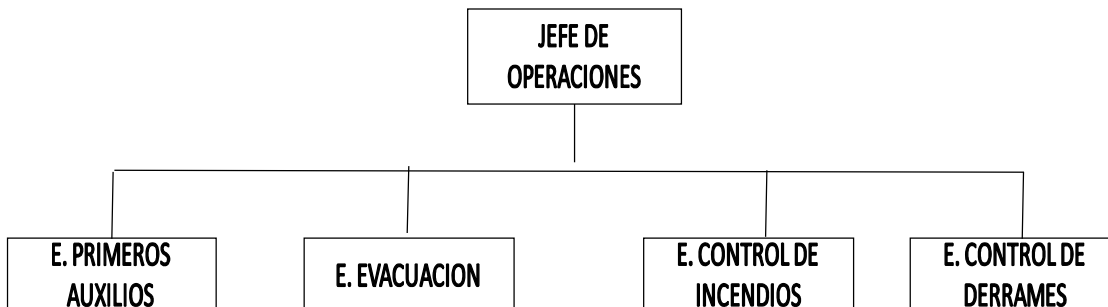 JEFE DE
OPERACIONES
E. PRIMEROS
AUXILIOS
E. EVACUACION
E. CONTROL DE
INCENDIOS
E. CONTROL DE
DERRAMES